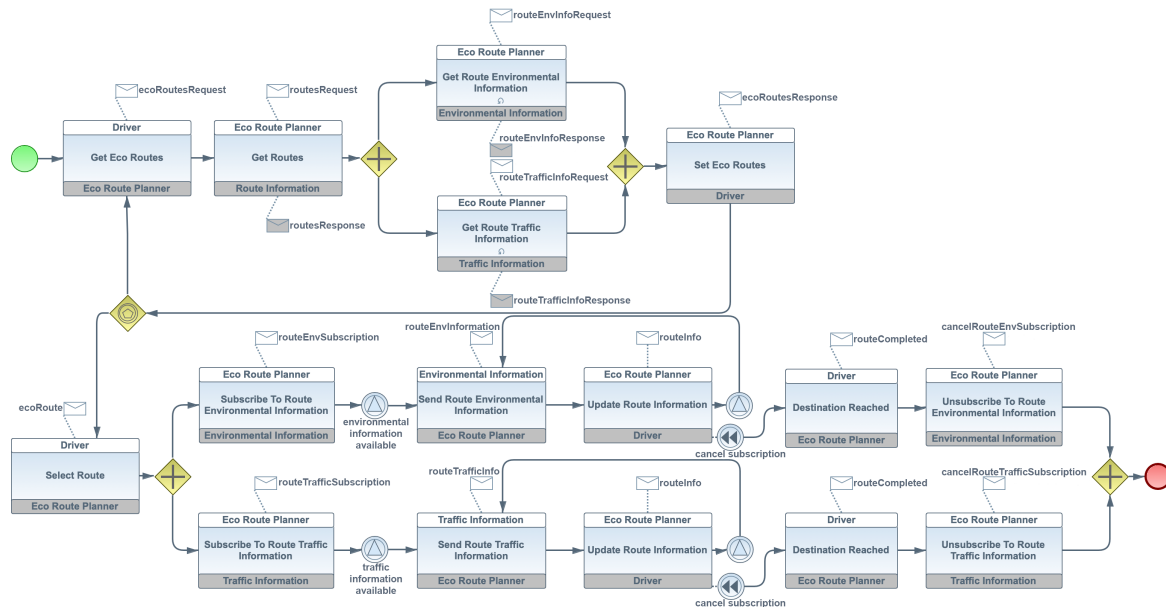 routeEnvInfoRequest
Eco Route Planner
Get Route Environmental
Information
Environmental Information
routeEnvInfoResponse
ecoRoutesRequest
Driver
Get Eco Routes
Eco Route Planner
routesRequest
Eco Route Planner
Get Routes
Route Information
routesResponse
routeTrafficInfoRequest
Eco Route Planner
Get Route Traffic
Information
Traffic Information
routeTrafficInfoResponse
ecoRoutesResponse
Eco Route Planner
Set Eco Routes
Driver
ecoRoute
Driver
Select Route
Eco Route Planner
routeEnvSubscription
Eco Route Planner
Subscribe To Route
Environmental Information
Environmental Information
environmental
information
available
routeEnvInformation
Environmental Information
Send Route Environmental
Information
Eco Route Planner
routeInfo
Eco Route Planner
Update Route Information
Driver
cancel subscription
routeCompleted
Driver
Destination Reached
Eco Route Planner
cancelRouteEnvSubscription
Eco Route Planner
Unsubscribe To Route
Environmental Information
Environmental Information
routeTrafficSubscription
Eco Route Planner
Subscribe To Route Traffic
Information
Traffic Information
traffic
information
available
routeTrafficInfo
Traffic Information
Send Route Traffic
Information
Eco Route Planner
routeInfo
Eco Route Planner
Update Route Information
Driver
cancel subscription
routeCompleted
Driver
Destination Reached
Eco Route Planner
cancelRouteTrafficSubscription
Eco Route Planner
Unsubscribe To Route
Traffic Information
Traffic Information